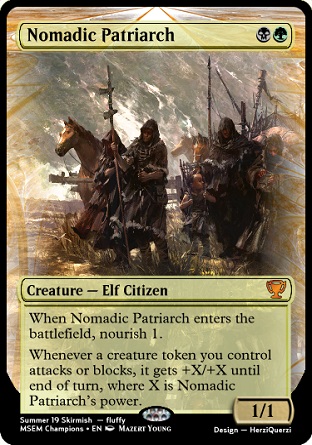 Nomadic Patriarch
Creature — Elf Citizen
When Nomadic Patriarch enters the
battlefield, nourish 1.
Whenever a creature token you control
attacks or blocks, it gets +X/+X until
end of turn, where X is Nomadic
Patriarch's power.
1/1
Summer 19 Skirmish — fluffy
MSEM Champions • EN Mazert Young
Design — HerziQuerzi